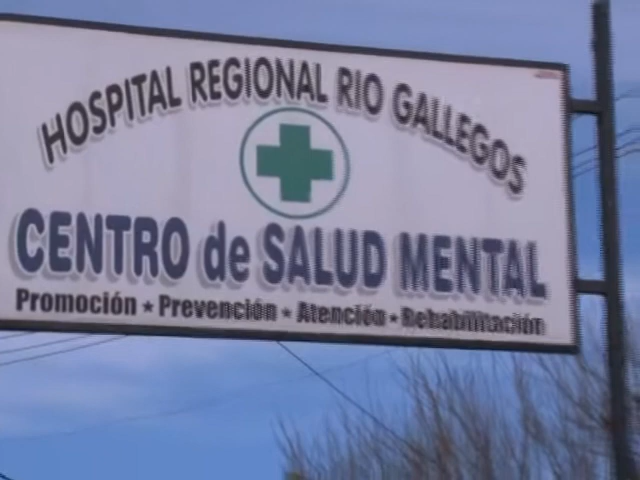 HOSPITAL REGIONAL RIO GALLEGOS
CENTRO de SALUD MENTAL
Promoción ★ Prevención ★ Atención ★ Rehabilitación